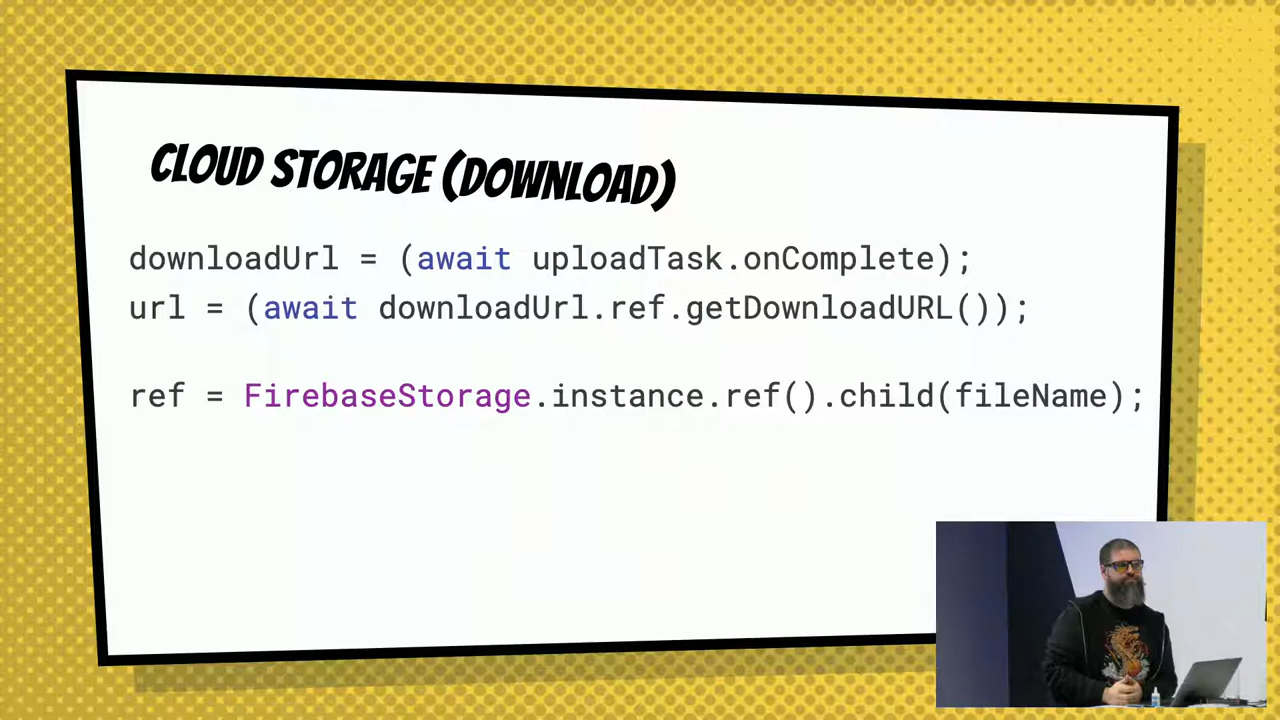 CLOUD STORAGE (DOWNLOAD)
downloadUrl = (await uploadTask.onComplete);
url = (await downloadUrl.ref.getDownloadURL());
ref = FirebaseStorage.instance.ref().child(fileName);